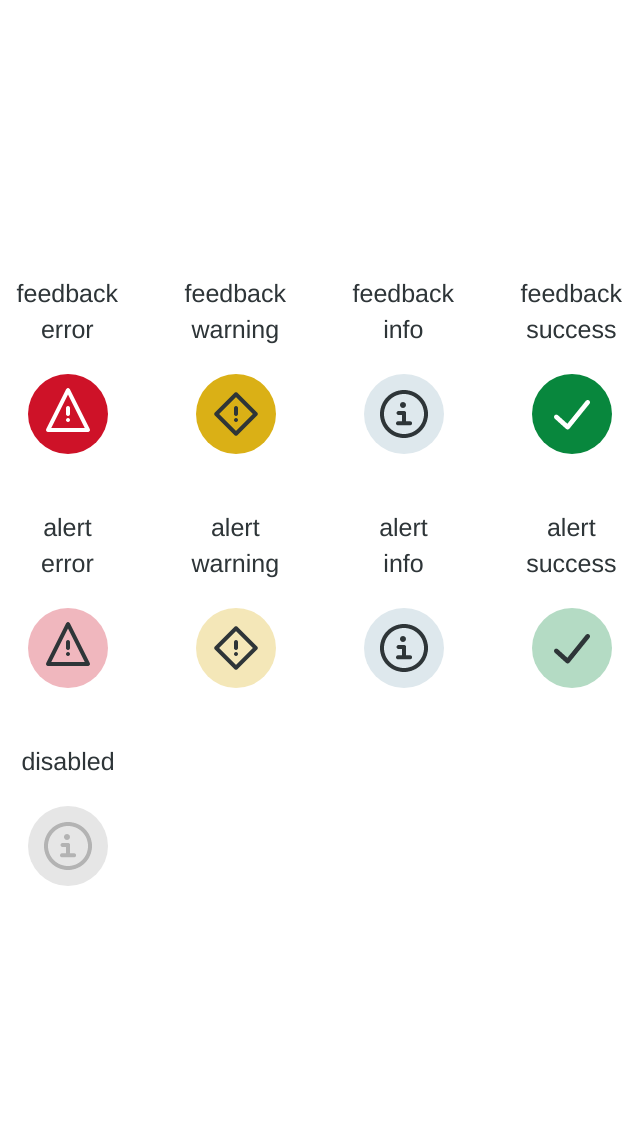 feedback feedback feedback feedback
error warning info success
alert alert alert alert
error warning info success
disabled